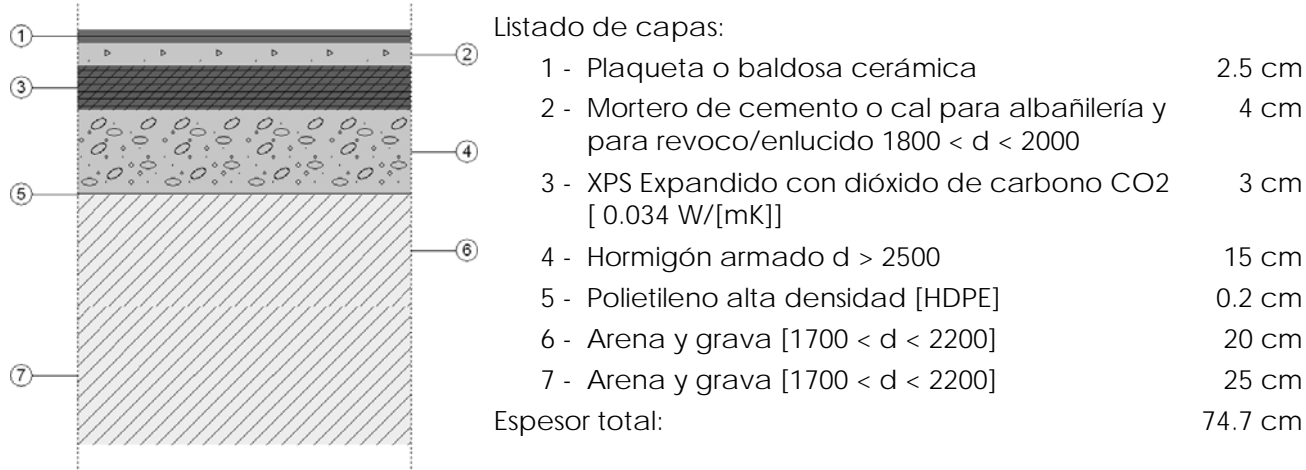 Listado de capas:
1 - Plaqueta o baldosa cerámica 2.5 cm
2 - Mortero de cemento o cal para albañilería y 4 cm
para revoco/enlucido 1800 < d < 2000
3 - XPS Expandido con dióxido de carbono CO2 3 cm
[ 0.034 W/[mK]]
4 - Hormigón armado d > 2500 15 cm
5 - Polietileno alta densidad [HDPE] 0.2 cm
6 - Arena y grava [1700 < d < 2200] 20 cm
7 - Arena y grava [1700 < d < 2200] 25 cm
Espesor total: 74.7 cm
1
2
3
4
5
6
7